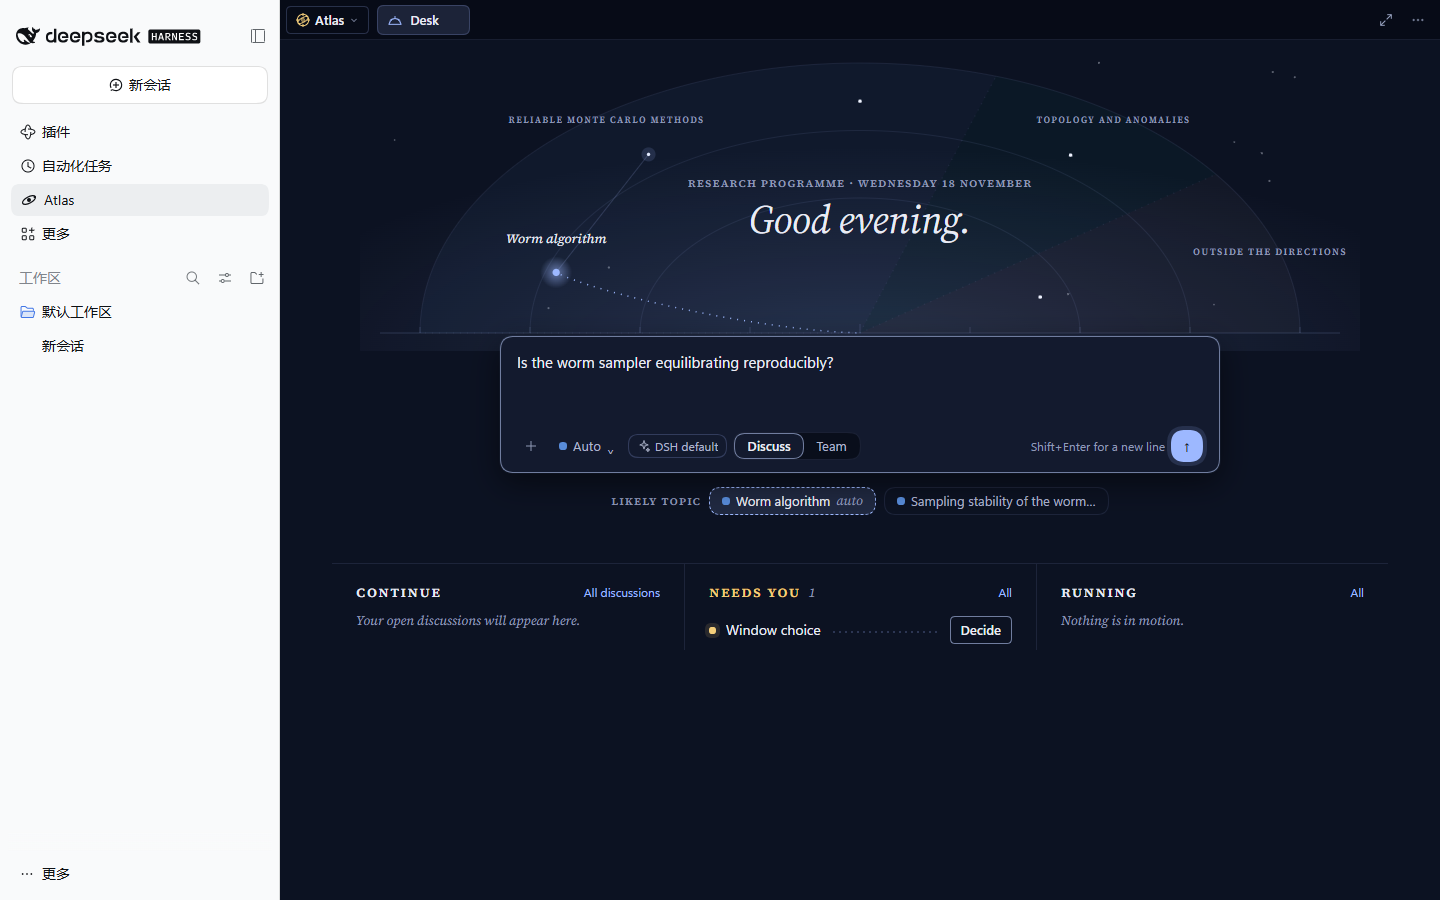 deepseek HARNESS
新会话
插件
自动化任务
Atlas
更多
工作区
默认工作区
新会话
更多
Atlas
Desk
RELIABLE MONTE CARLO METHODS
TOPOLOGY AND ANOMALIES
RESEARCH PROGRAMME · WEDNESDAY 18 NOVEMBER
Good evening.
Worm algorithm
OUTSIDE THE DIRECTIONS
Is the worm sampler equilibrating reproducibly?
Auto
DSH default
Discuss
Team
Shift+Enter for a new line
LIKELY TOPIC
Worm algorithm auto
Sampling stability of the worm...
CONTINUE
All discussions
Your open discussions will appear here.
NEEDS YOU 1
All
Window choice
Decide
RUNNING
All
Nothing is in motion.